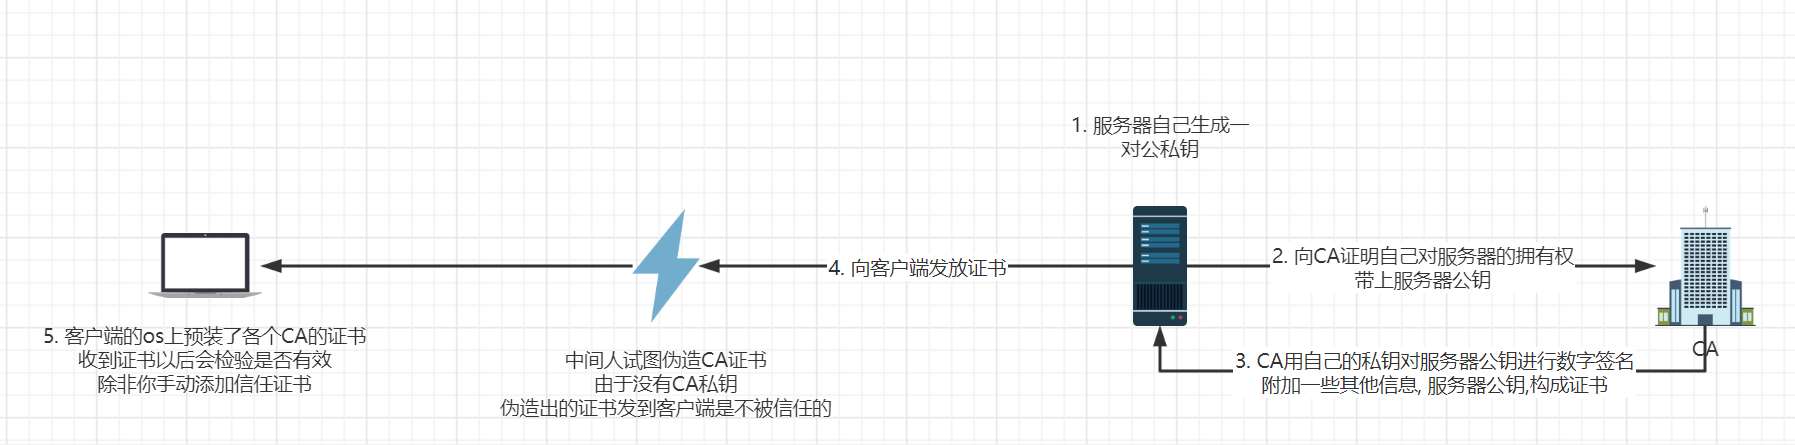 1. 服务器自己生成一
对公私钥
2. 向CA证明自己对服务器的拥有权
带上服务器公钥
3. CA用自己的私钥对服务器公钥进行数字签名
附加一些其他信息, 服务器公钥,构成证书
CA
4. 向客户端发放证书
中间人试图伪造CA证书
由于没有CA私钥
伪造出的证书发到客户端是不被信任的
5. 客户端的os上预装了各个CA的证书
收到证书以后会检验是否有效
除非你手动添加信任证书